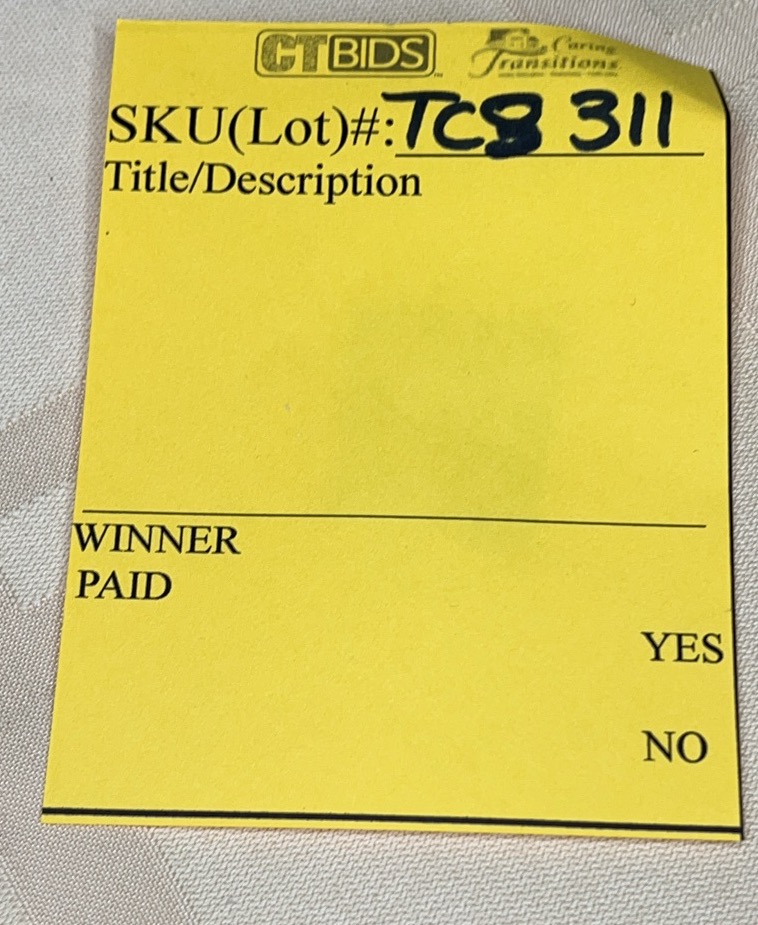 CTBIDS
Caring
Transitions
SKU(Lot)#: TC8 311
Title/Description
WINNER
PAID
YES
NO